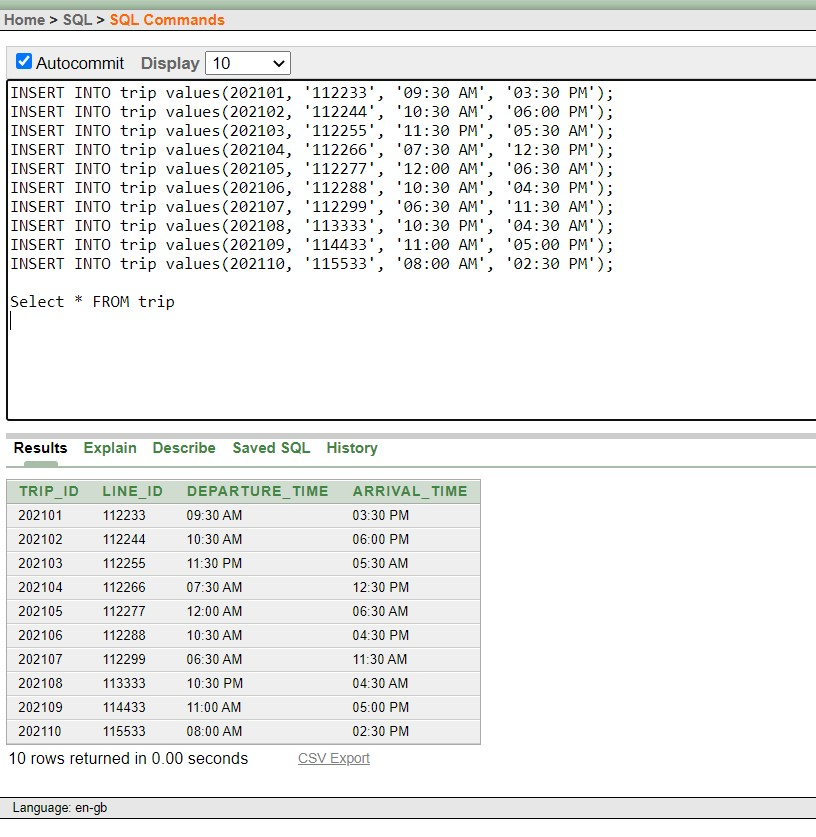 Home > SQL > SQL Commands
Autocommit Display 10
INSERT INTO trip values(202101, '112233', '09:30 AM', '03:30 PM');
INSERT INTO trip values(202102, '112244', '10:30 AM', '06:00 PM');
INSERT INTO trip values(202103, '112255', '11:30 PM', '05:30 AM');
INSERT INTO trip values(202104, '112266', '07:30 AM', '12:30 PM');
INSERT INTO trip values(202105, '112277', '12:00 AM', '06:30 AM');
INSERT INTO trip values(202106, '112288', '10:30 AM', '04:30 PM');
INSERT INTO trip values(202107, '112299', '06:30 AM', '11:30 AM');
INSERT INTO trip values(202108, '113333', '10:30 PM', '04:30 AM');
INSERT INTO trip values(202109, '114433', '11:00 AM', '05:00 PM');
INSERT INTO trip values(202110, '115533', '08:00 AM', '02:30 PM');
Select * FROM trip
Results Explain Describe Saved SQL History
TRIP_ID LINE_ID DEPARTURE_TIME ARRIVAL_TIME
202101 112233 09:30 AM 03:30 PM
202102 112244 10:30 AM 06:00 PM
202103 112255 11:30 PM 05:30 AM
202104 112266 07:30 AM 12:30 PM
202105 112277 12:00 AM 06:30 AM
202106 112288 10:30 AM 04:30 PM
202107 112299 06:30 AM 11:30 AM
202108 113333 10:30 PM 04:30 AM
202109 114433 11:00 AM 05:00 PM
202110 115533 08:00 AM 02:30 PM
10 rows returned in 0.00 seconds CSV Export
Language: en-gb